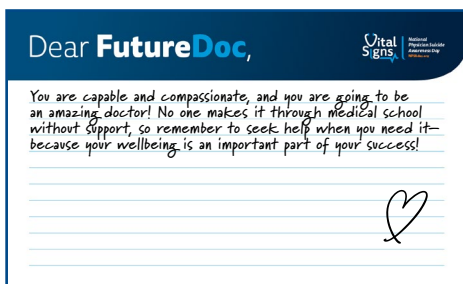 Dear FutureDoc,
Vital Signs
National
Physician Suicide
Awareness Day
You are capable and compassionate, and you are going to be
an amazing doctor! No one makes it through medical school
without support, so remember to seek help when you need it—
because your wellbeing is an important part of your success!